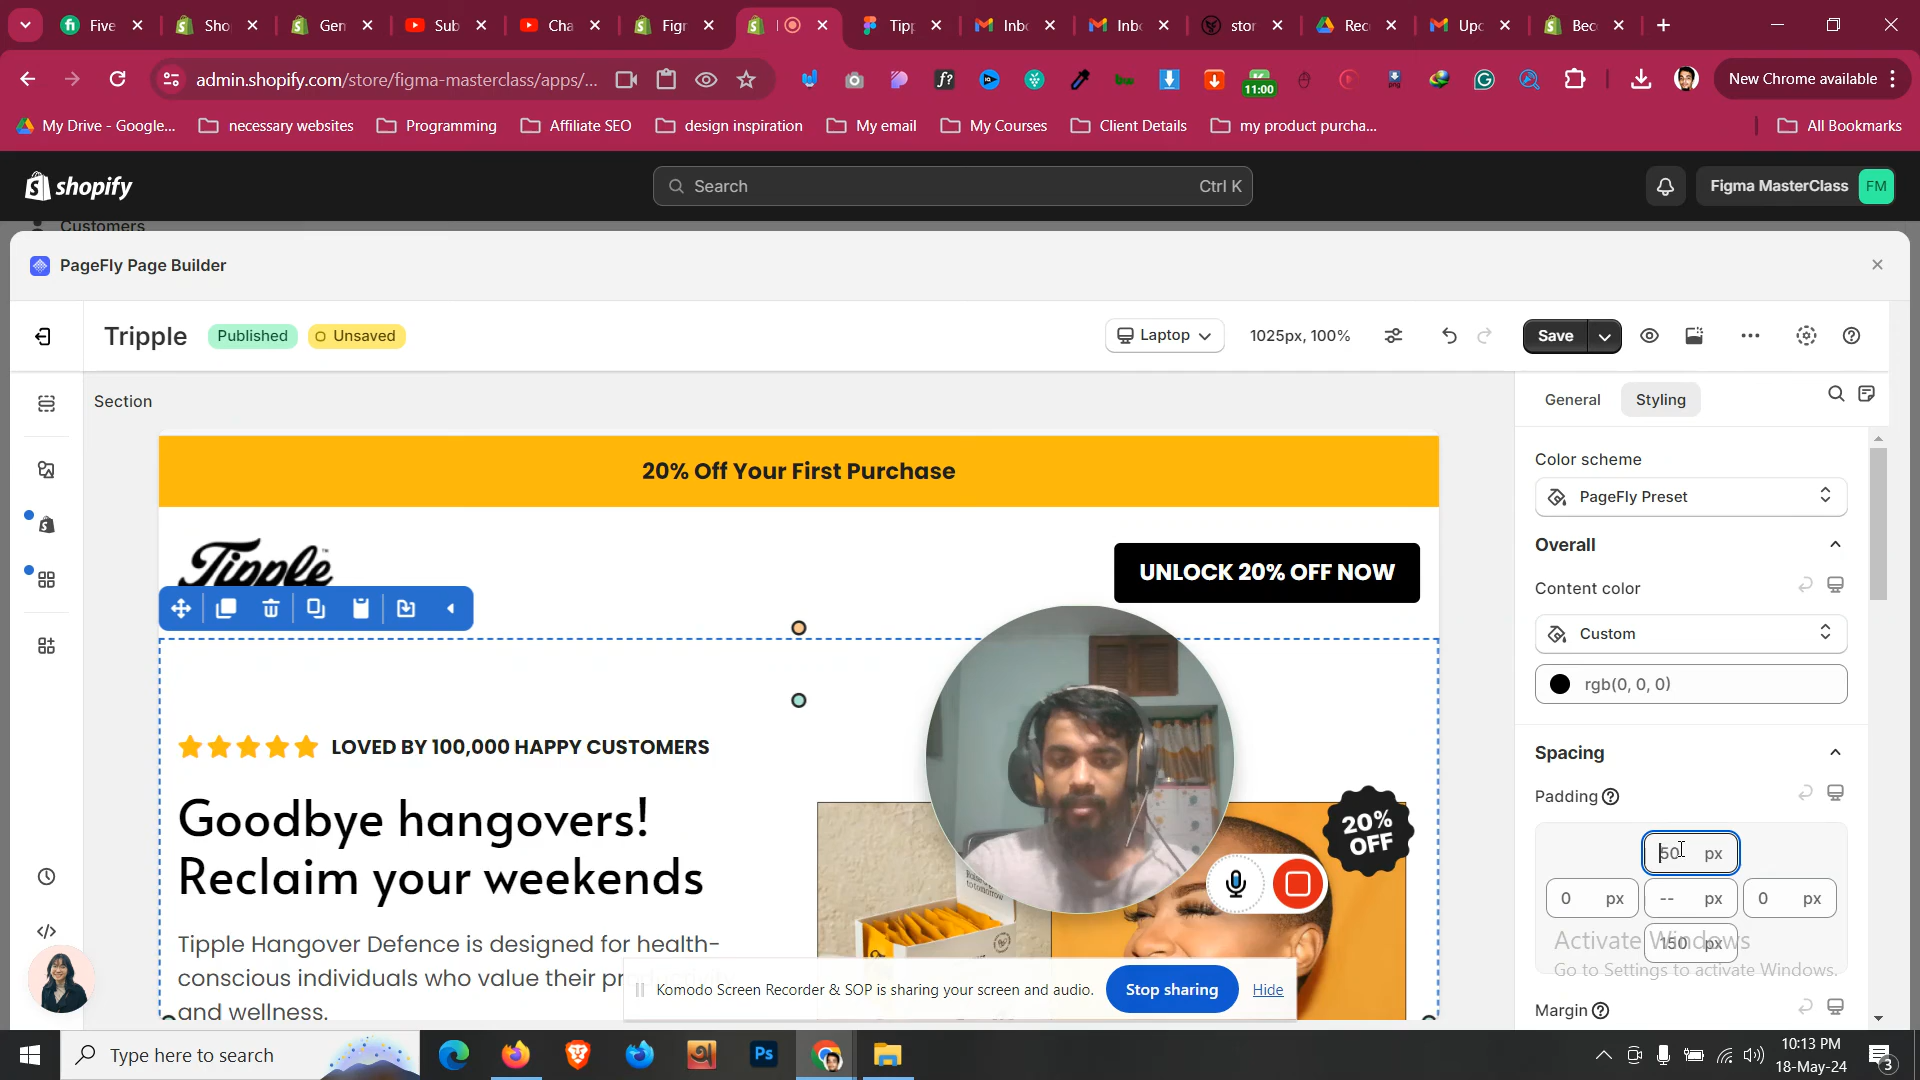 Five
Sho
Ger
Sub
Cha
Figr
Tipp
Inbo
Inbo
stor
Rec
Upc
Becc
admin.shopify.com/store/figma-masterclass/apps/...
11:00
New Chrome available
My Drive - Google...
necessary websites
Programming
Affiliate SEO
design inspiration
My email
My Courses
Client Details
my product purcha...
All Bookmarks
shopify
Search
Ctrl K
Figma MasterClass
FM
Customers
PageFly Page Builder
Tripple
Published
Unsaved
Laptop
1025px, 100%
Save
Section
General
Styling
20% Off Your First Purchase
Tipple
UNLOCK 20% OFF NOW
LOVED BY 100,000 HAPPY CUSTOMERS
Goodbye hangovers!
Reclaim your weekends
Tipple Hangover Defence is designed for health-
conscious individuals who value their
and wellness.
20%
OFF
Color scheme
PageFly Preset
Overall
Content color
Custom
rgb(0, 0, 0)
Spacing
Padding
50 px
0 px
-- px
0 px
150 px
Margin
Activate Windows
Go to Settings to activate Windows.
Komodo Screen Recorder & SOP is sharing your screen and audio.
Stop sharing
Hide
Type here to search
10:13 PM
18-May-24
3